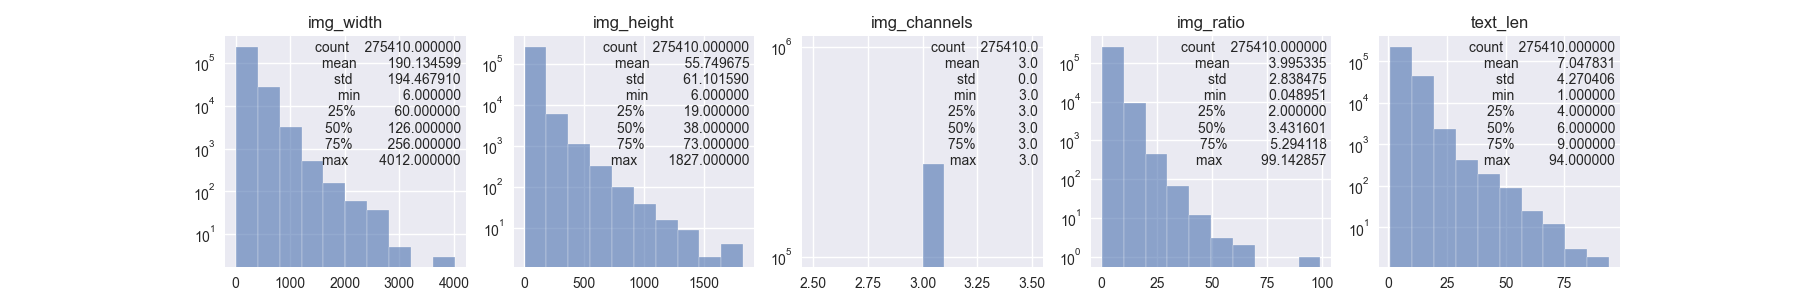 img_width
count 275410.000000
mean 190.134599
std 194.467910
min 6.000000
25% 60.000000
50% 126.000000
75% 256.000000
max 4012.000000
10^5
10^4
10^3
10^2
10^1
0 1000 2000 3000 4000
img_height
count 275410.000000
mean 55.749675
std 61.101590
min 6.000000
25% 19.000000
50% 38.000000
75% 73.000000
max 1827.000000
10^5
10^4
10^3
10^2
10^1
0 500 1000 1500
img_channels
count 275410.0
mean 3.0
std 0.0
min 3.0
25% 3.0
50% 3.0
75% 3.0
max 3.0
10^6
10^5
2.50 2.75 3.00 3.25 3.50
img_ratio
count 275410.000000
mean 3.995335
std 2.838475
min 0.048951
25% 2.000000
50% 3.431601
75% 5.294118
max 99.142857
10^5
10^4
10^3
10^2
10^1
10^0
0 25 50 75 100
text_len
count 275410.000000
mean 7.047831
std 4.270406
min 1.000000
25% 4.000000
50% 6.000000
75% 9.000000
max 94.000000
10^5
10^4
10^3
10^2
10^1
0 25 50 75